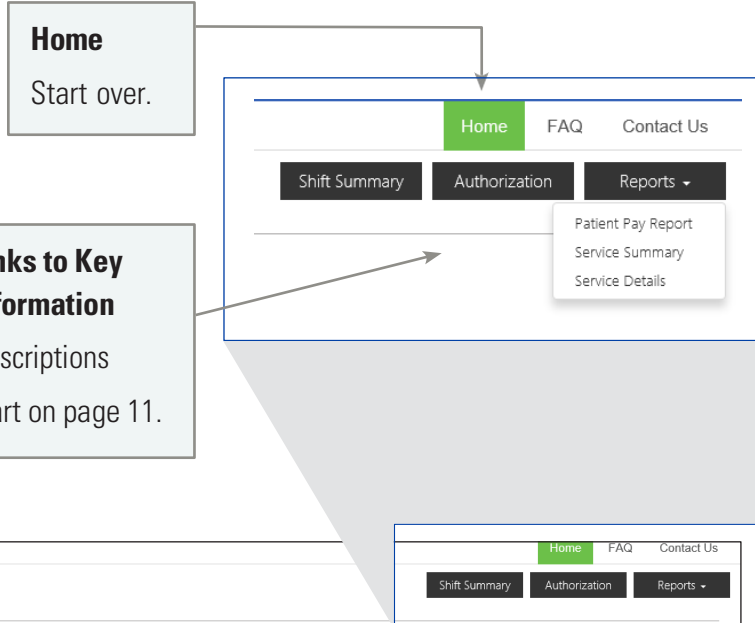 Home
Start over.
Home FAQ Contact Us
Shift Summary Authorization Reports
Patient Pay Report
Service Summary
Service Details
nks to Key
formation
scriptions
art on page 11.
Home FAQ Contact Us
Shift Summary Authorization Reports